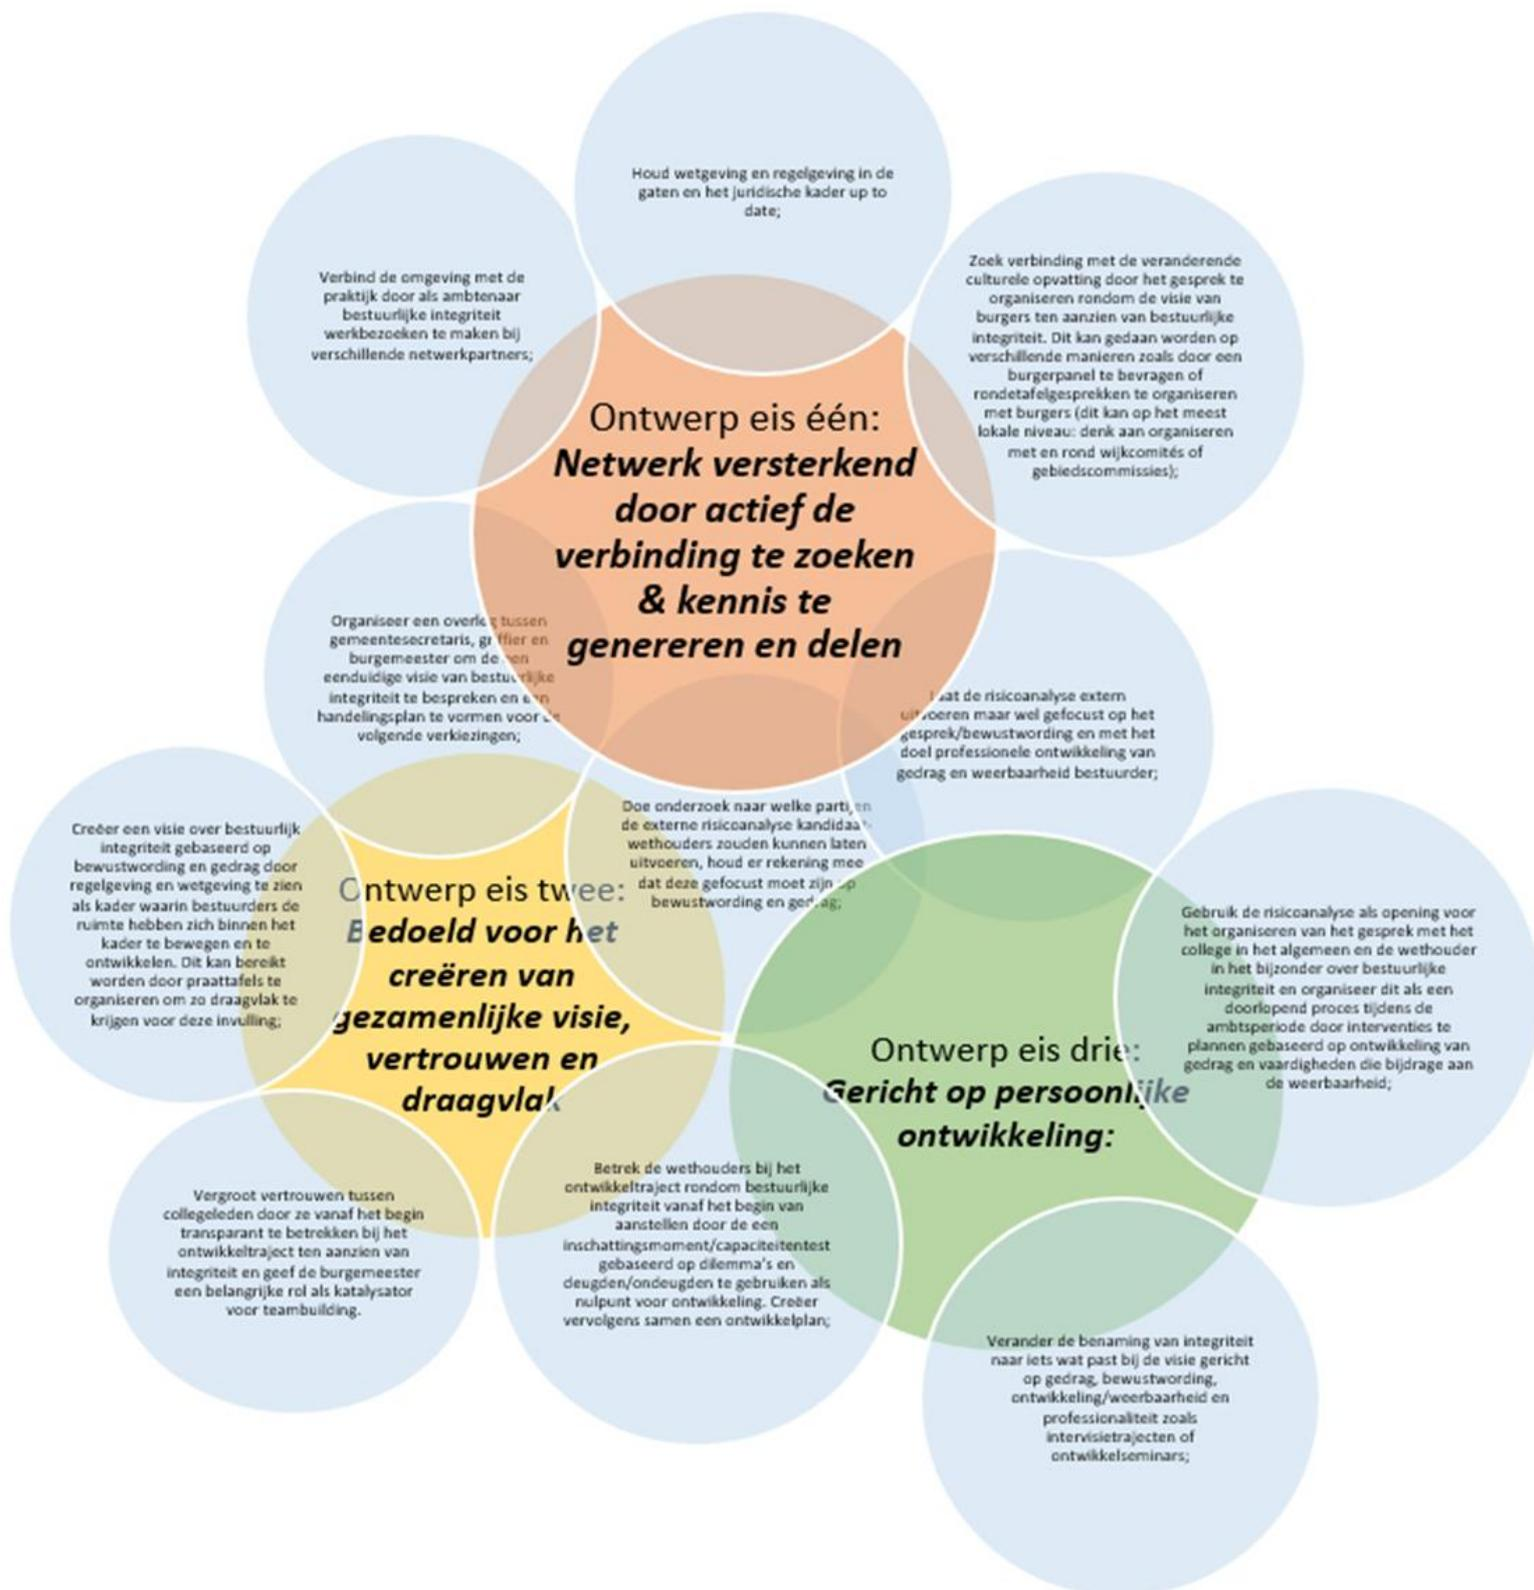 Houd wetgeving en regelgeving in de
gaten en het juridische kader up to
date;
Verbind de omgeving met de
praktijk door als ambtenaar
bestuurlijke integriteit
werkbezoeken te maken bij
verschillende netwerkpartners;
Zoek verbinding met de veranderende
culturele opvatting door het gesprek te
organiseren rondom de visie van
burgers ten aanzien van bestuurlijke
integriteit. Dit kan gedaan worden op
verschillende manieren zoals door een
burgerpanel te bevragen of
rondetafelgesprekken te organiseren
met burgers (dit kan op het meest
lokale niveau: denk aan organiseren
met en rond wijkcomités of
gebiedscommissies);
Ontwerp eis één:
Netwerk versterkend
door actief de
verbinding te zoeken
& kennis te
genereren en delen
Organiseer een overleg tussen
gemeentesecretaris, griffier en
burgemeester om de een
eenduidige visie van bestuurlijke
integriteit te bespreken en een
handelingsplan te vormen voor de
volgende verkiezingen;
Laat de risicoanalyse extern
uitvoeren maar wel gefocust op het
gesprek/bewustwording en met het
doel professionele ontwikkeling van
gedrag en weerbaarheid bestuurder;
Doe onderzoek naar welke partijen
de externe risicoanalyse kandidaat-
wethouders zouden kunnen laten
uitvoeren, houd er rekening mee
dat deze gefocust moet zijn op
bewustwording en gedrag;
Creëer een visie over bestuurlijk
integriteit gebaseerd op
bewustwording en gedrag door
regelgeving en wetgeving te zien
als kader waarin bestuurders de
ruimte hebben zich binnen het
kader te bewegen en te
ontwikkelen. Dit kan bereikt
worden door praattafels te
organiseren om zo draagvlak te
krijgen voor deze invulling;
Ontwerp eis twee:
Bedoeld voor het
creëren van
gezamenlijke visie,
vertrouwen en
draagvlak
Gebruik de risicoanalyse als opening voor
het organiseren van het gesprek met het
college in het algemeen en de wethouder
in het bijzonder over bestuurlijke
integriteit en organiseer dit als een
doorlopend proces tijdens de
ambtsperiode door interventies te
plannen gebaseerd op ontwikkeling van
gedrag en vaardigheden die bijdrage aan
de weerbaarheid;
Ontwerp eis drie:
Gericht op persoonlijke
ontwikkeling:
Vergroot vertrouwen tussen
collegeleden door ze vanaf het begin
transparant te betrekken bij het
ontwikkeltraject ten aanzien van
integriteit en geef de burgemeester
een belangrijke rol als katalysator
voor teambuilding.
Betrek de wethouders bij het
ontwikkeltraject rondom bestuurlijke
integriteit vanaf het begin van
aanstellen door de een
inschattingsmoment/capaciteitentest
gebaseerd op dilemma's en
deugden/ondeugden te gebruiken als
nulpunt voor ontwikkeling. Creëer
vervolgens samen een ontwikkelplan;
Verander de benaming van integriteit
naar iets wat past bij de visie gericht
op gedrag, bewustwording,
ontwikkeling/weerbaarheid en
professionaliteit zoals
intervisietrajecten of
ontwikkelseminars;